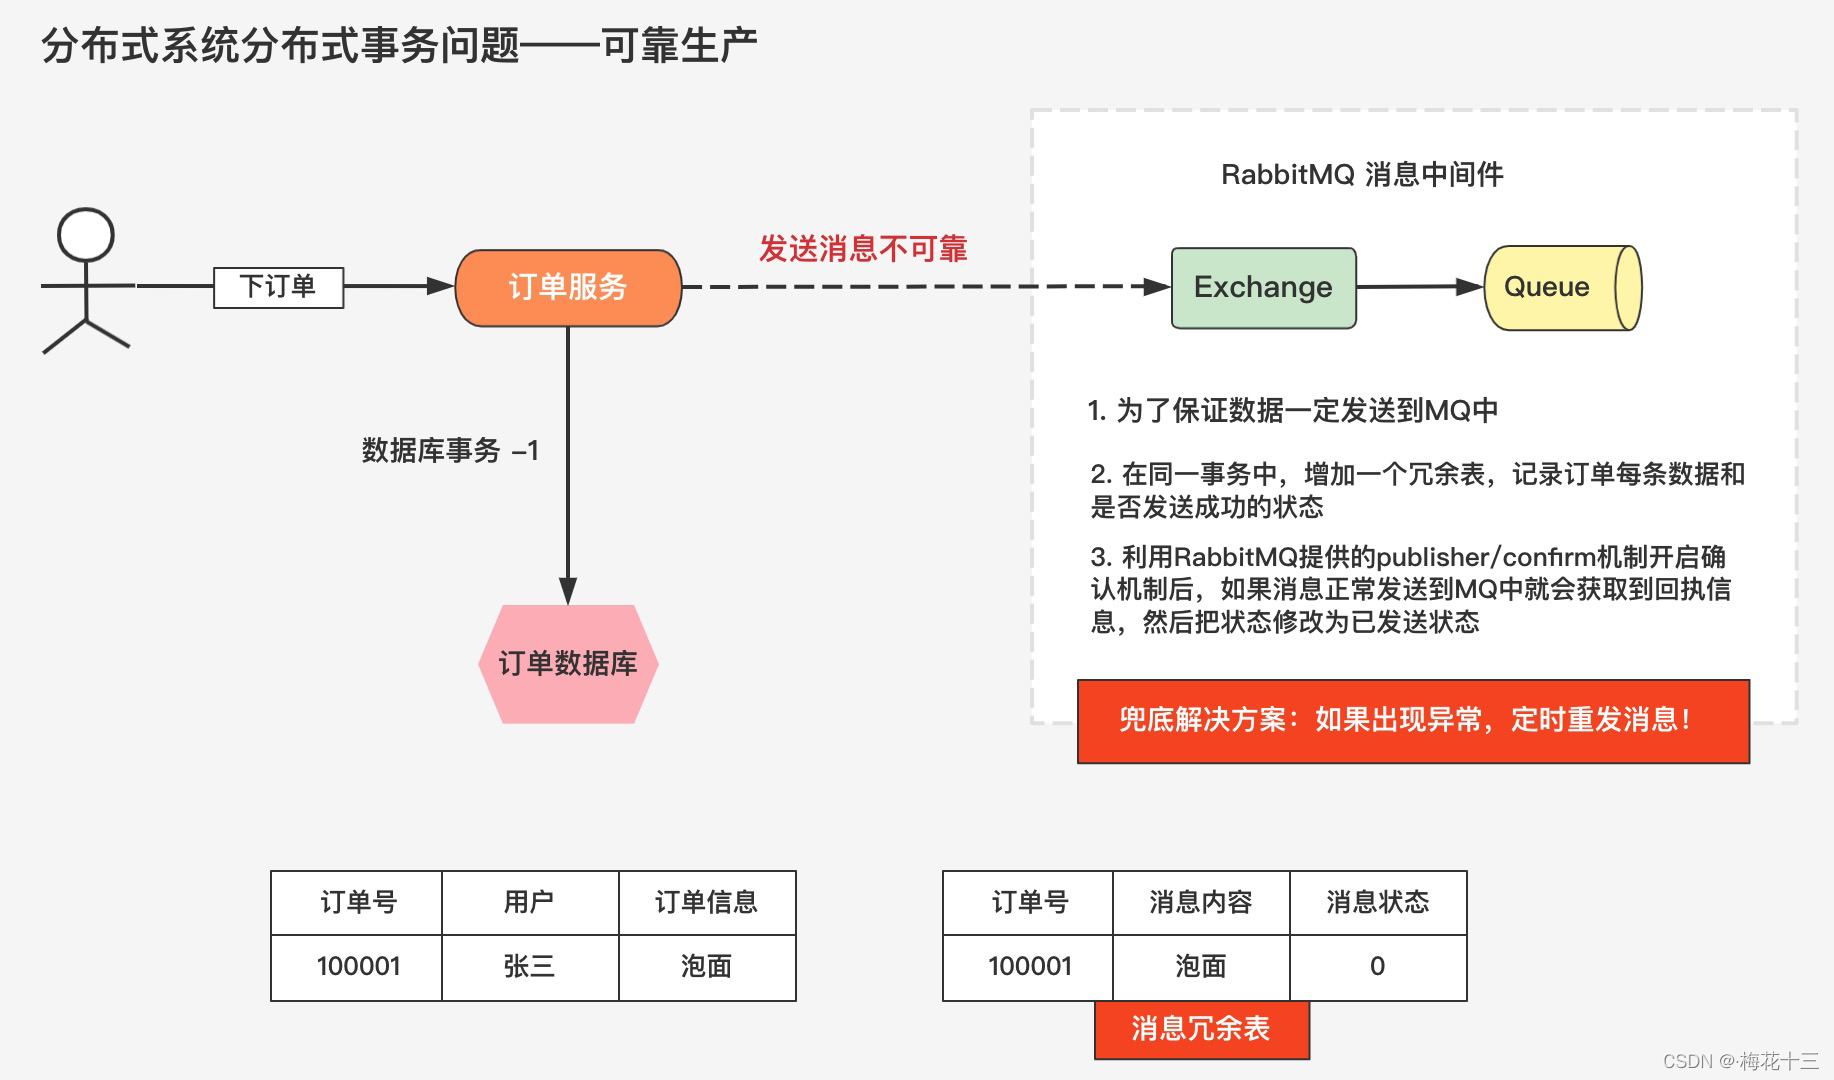 分布式系统分布式事务问题——可靠生产
RabbitMQ 消息中间件
发送消息不可靠
下订单
订单服务
Exchange
Queue
数据库事务 –1
1. 为了保证数据一定发送到MQ中
2. 在同一事务中，增加一个冗余表，记录订单每条数据和
是否发送成功的状态
3. 利用RabbitMQ提供的publisher/confirm机制开启确
认机制后，如果消息正常发送到MQ中就会获取到回执信
息，然后把状态修改为已发送状态
订单数据库
兜底解决方案：如果出现异常，定时重发消息！
订单号 用户 订单信息
100001 张三 泡面
订单号 消息内容 消息状态
100001 泡面 0
消息冗余表
CSDN @·梅花十三